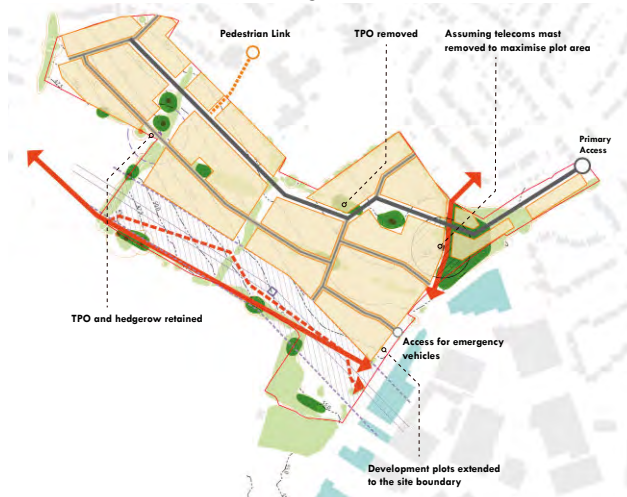 Pedestrian Link
TPO removed
Assuming telecoms mast
removed to maximise plot area
Primary
Access
TPO and hedgerow retained
Access for emergency
vehicles
Development plots extended
to the site boundary